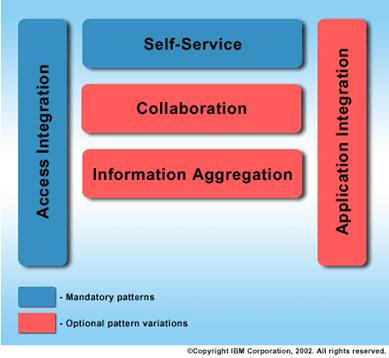 Access Integration
Self-Service
Collaboration
Information Aggregation
Application Integration
- Mandatory patterns
- Optional pattern variations
©Copyright IBM Corporation, 2002. All rights reserved.